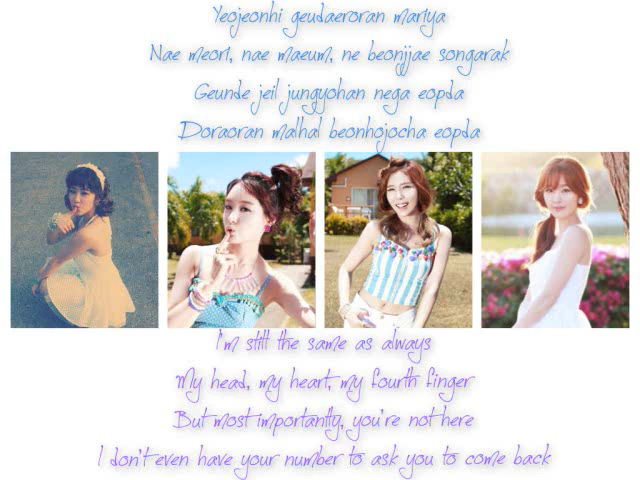 Yeojeonhi geudaeroran mariya
Nae meori, nae maeum, ne beonjjae songarak
Geunde jeil jungyohan nega eopda
Doraoran malhal beonhojocha eopda
I'm still the same as always
My head, my heart, my fourth finger
But most importantly, you're not here
I don't even have your number to ask you to come back